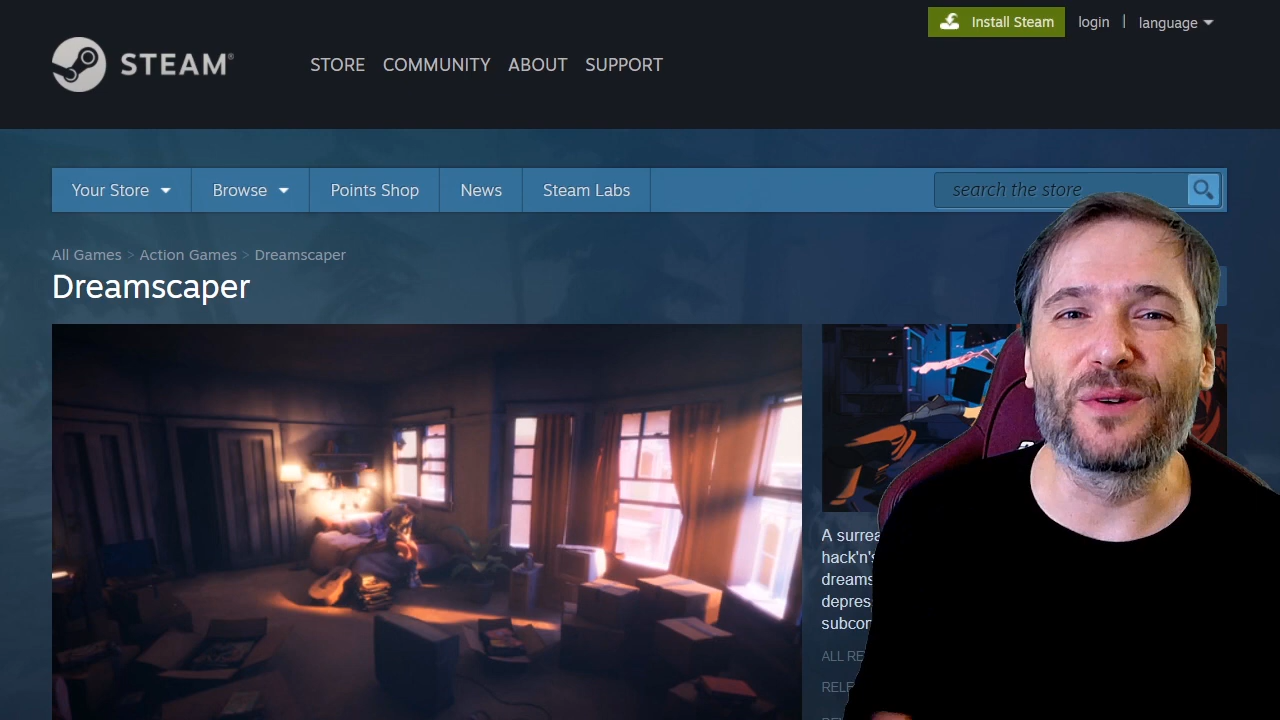 Install Steam
login | language
STEAM®
STORE COMMUNITY ABOUT SUPPORT
Your Store Browse Points Shop News Steam Labs
search the store
All Games > Action Games > Dreamscaper
Dreamscaper
A surrea
hack'n's
dreams
depres
subcon
ALL RE
RELE